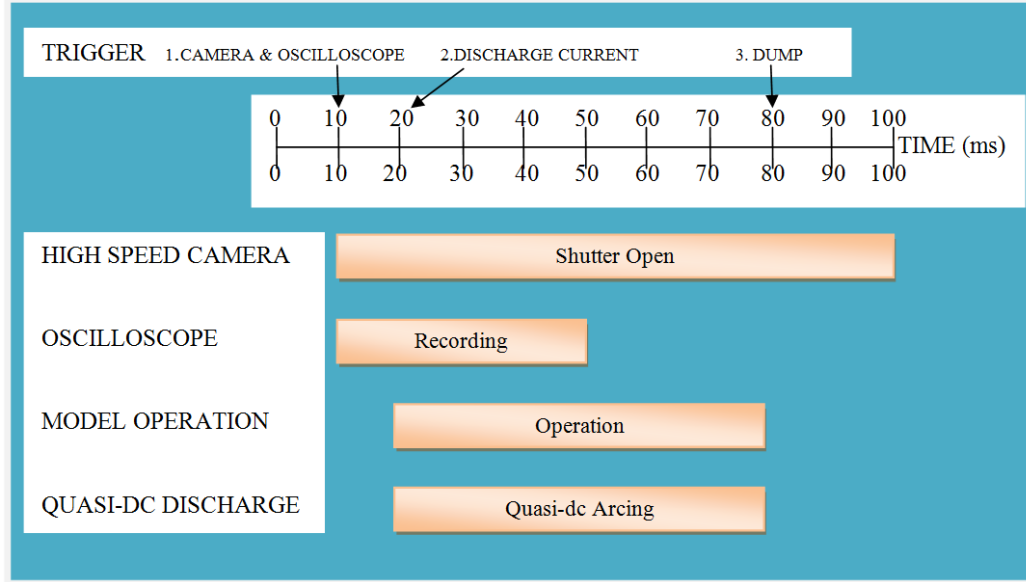 TRIGGER 1.CAMERA & OSCILLOSCOPE 2.DISCHARGE CURRENT 3. DUMP
0 10 20 30 40 50 60 70 80 90 100
TIME (ms)
0 10 20 30 40 50 60 70 80 90 100
HIGH SPEED CAMERA Shutter Open
OSCILLOSCOPE Recording
MODEL OPERATION Operation
QUASI-DC DISCHARGE Quasi-dc Arcing